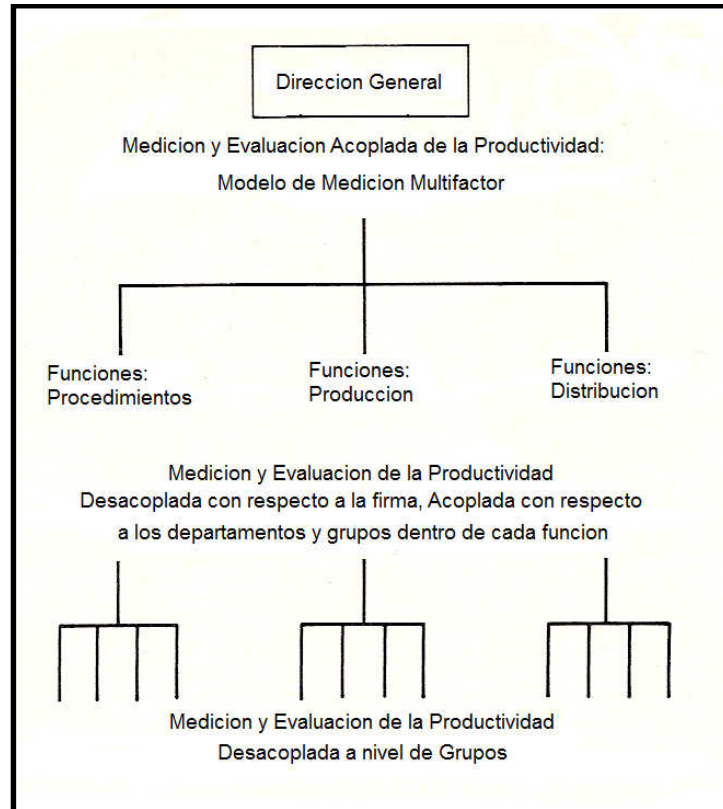 Direccion General
Medicion y Evaluacion Acoplada de la Productividad:
Modelo de Medicion Multifactor
Funciones:
Procedimientos
Funciones:
Produccion
Funciones:
Distribucion
Medicion y Evaluacion de la Productividad
Desacoplada con respecto a la firma, Acoplada con respecto
a los departamentos y grupos dentro de cada funcion
Medicion y Evaluacion de la Productividad
Desacoplada a nivel de Grupos